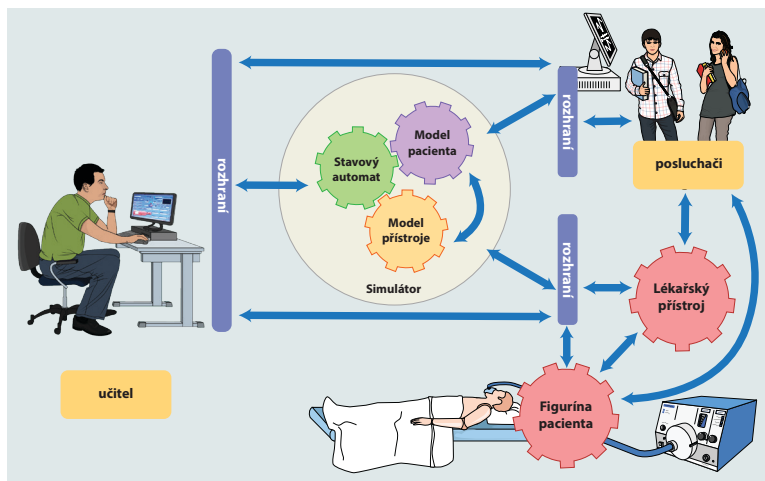 rozhraní
Stavový
automat
Model
pacienta
Model
přístroje
Simulátor
rozhraní
posluchači
rozhraní
Lékařský
přístroj
učitel
Figurína
pacienta